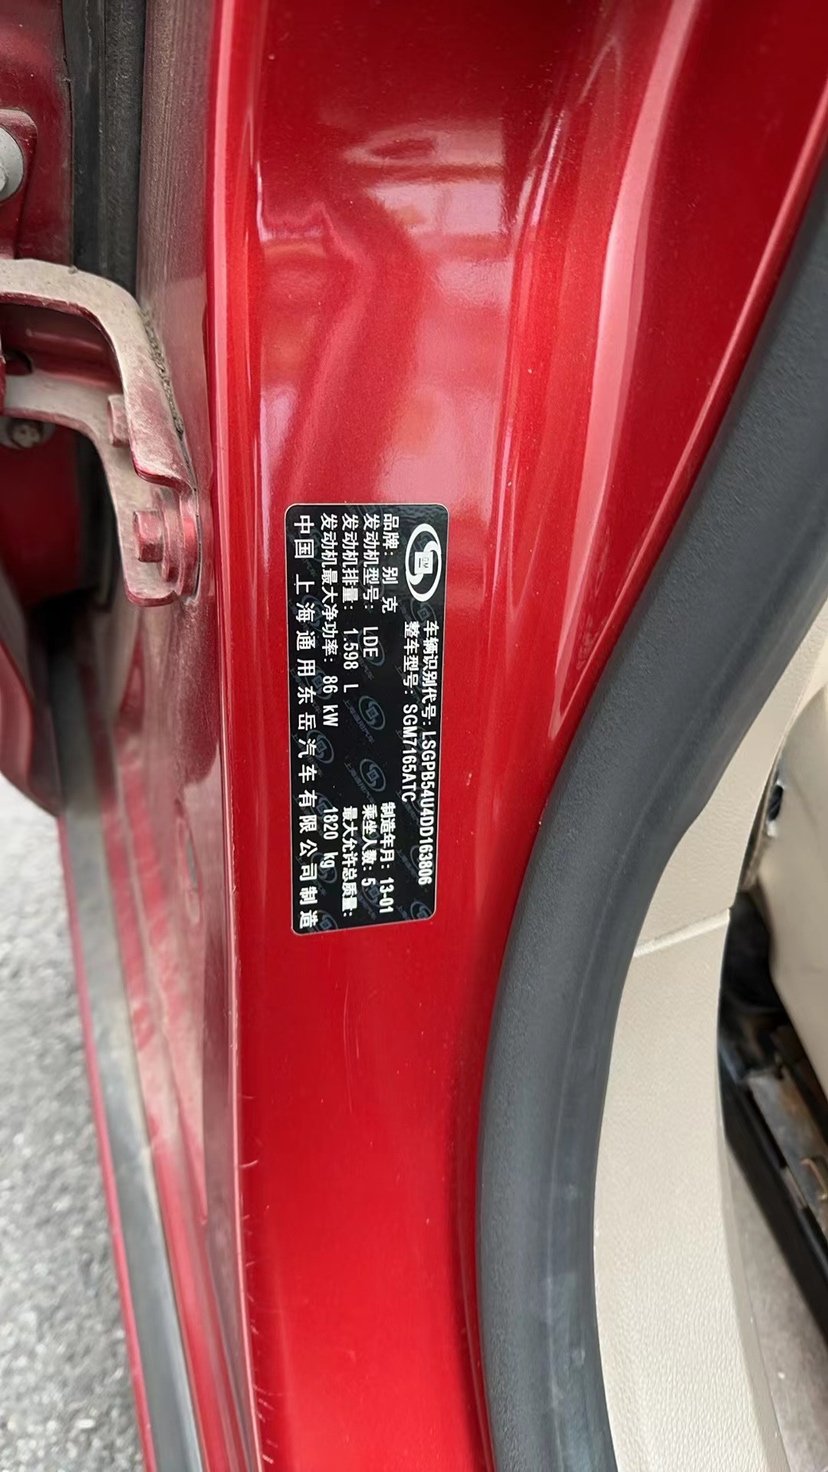 车辆识别代号: LSGPB54U4DD163806
整车型号: SGM7165ATC
品牌: 别克
制造年月: 13-01
发动机型号: LDE
乘坐人数: 5
发动机排量: 1.598 L
最大允许总质量:
发动机最大净功率: 86 kW
1820 kg
中国 上海通用东岳汽车有限公司制造